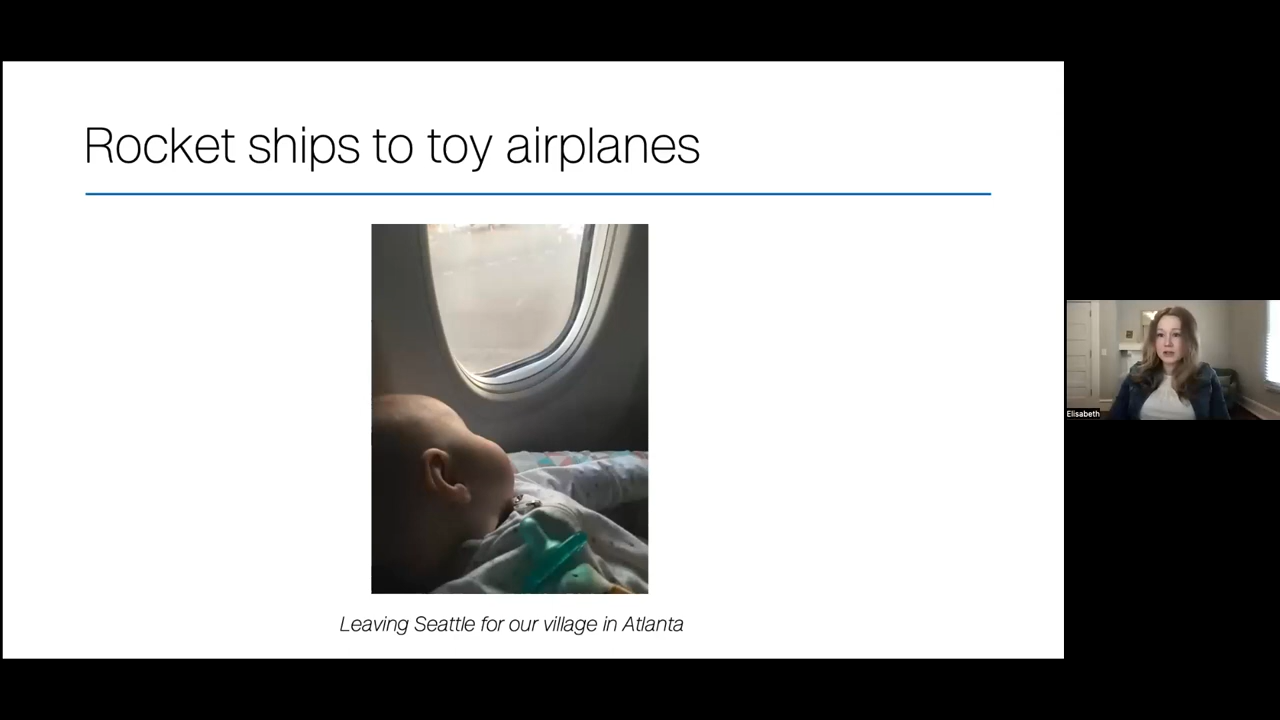 Rocket ships to toy airplanes
Leaving Seattle for our village in Atlanta
Elisabeth